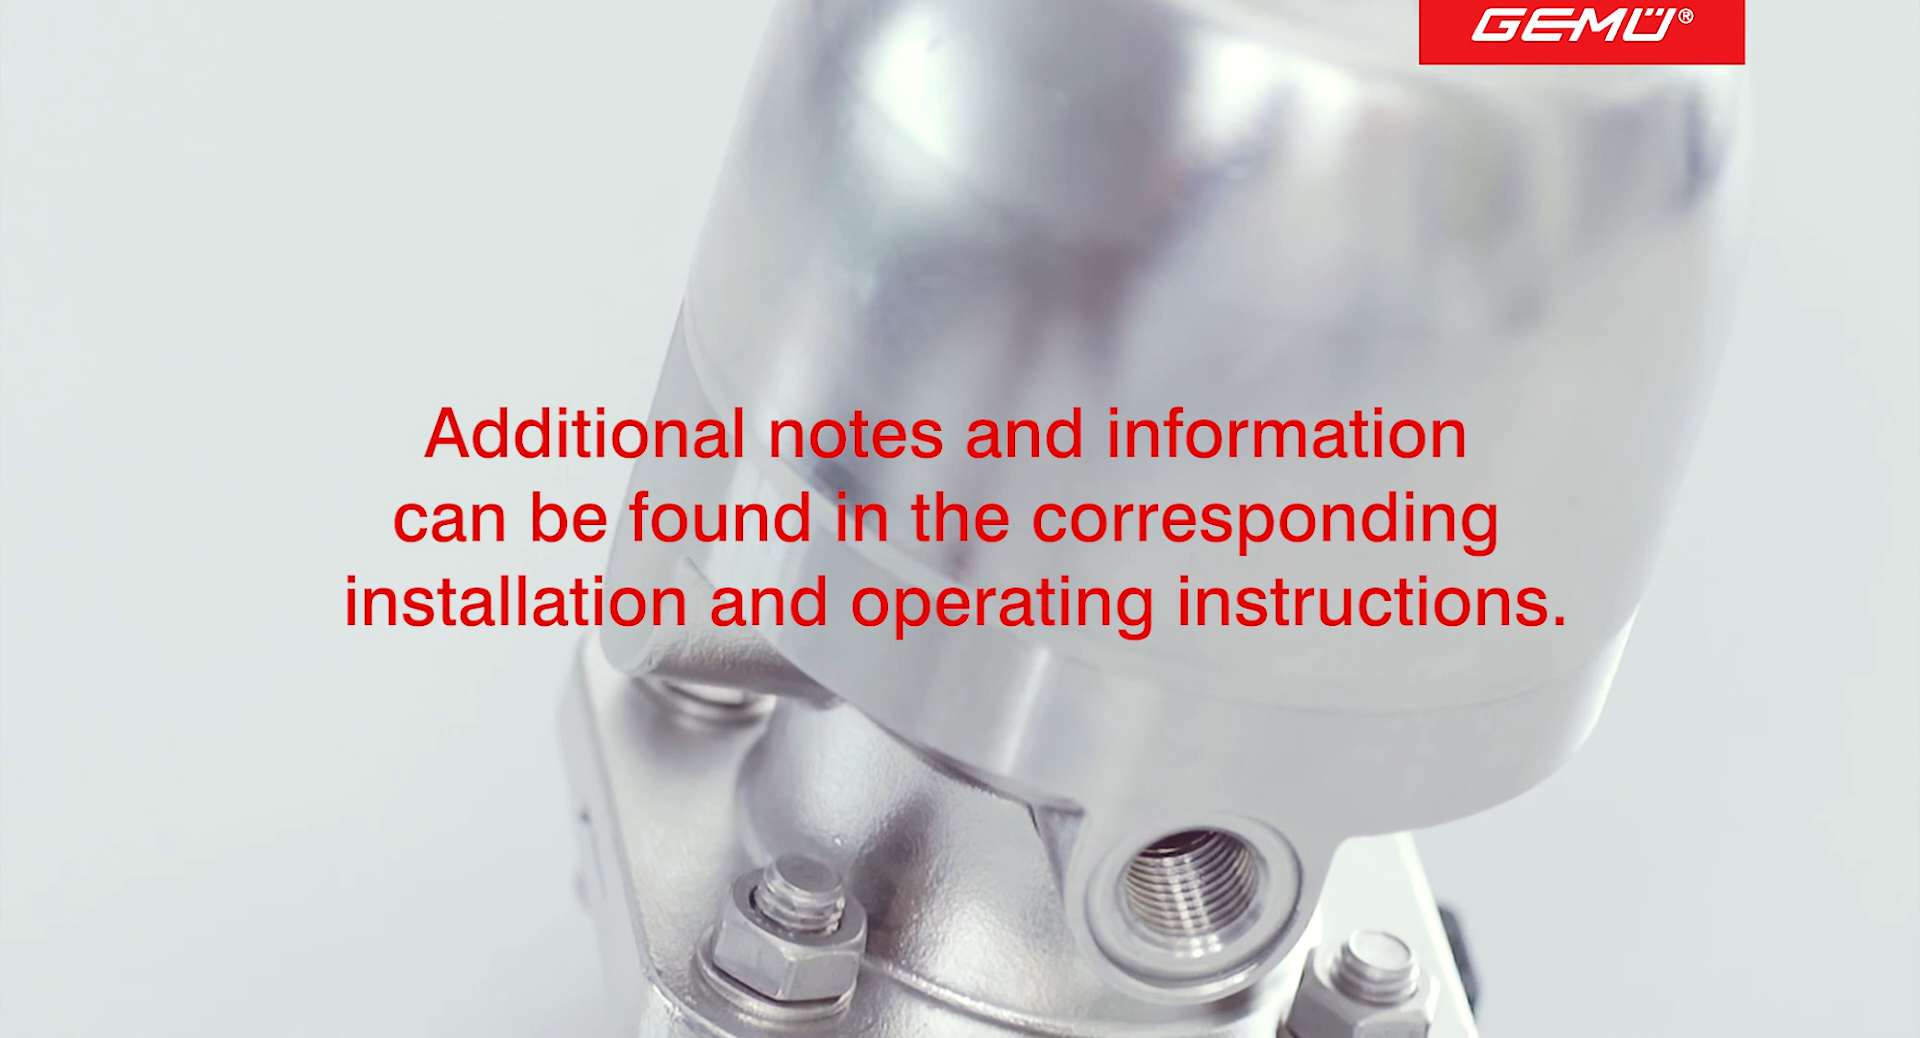 GEMÜ®
Additional notes and information
can be found in the corresponding
installation and operating instructions.